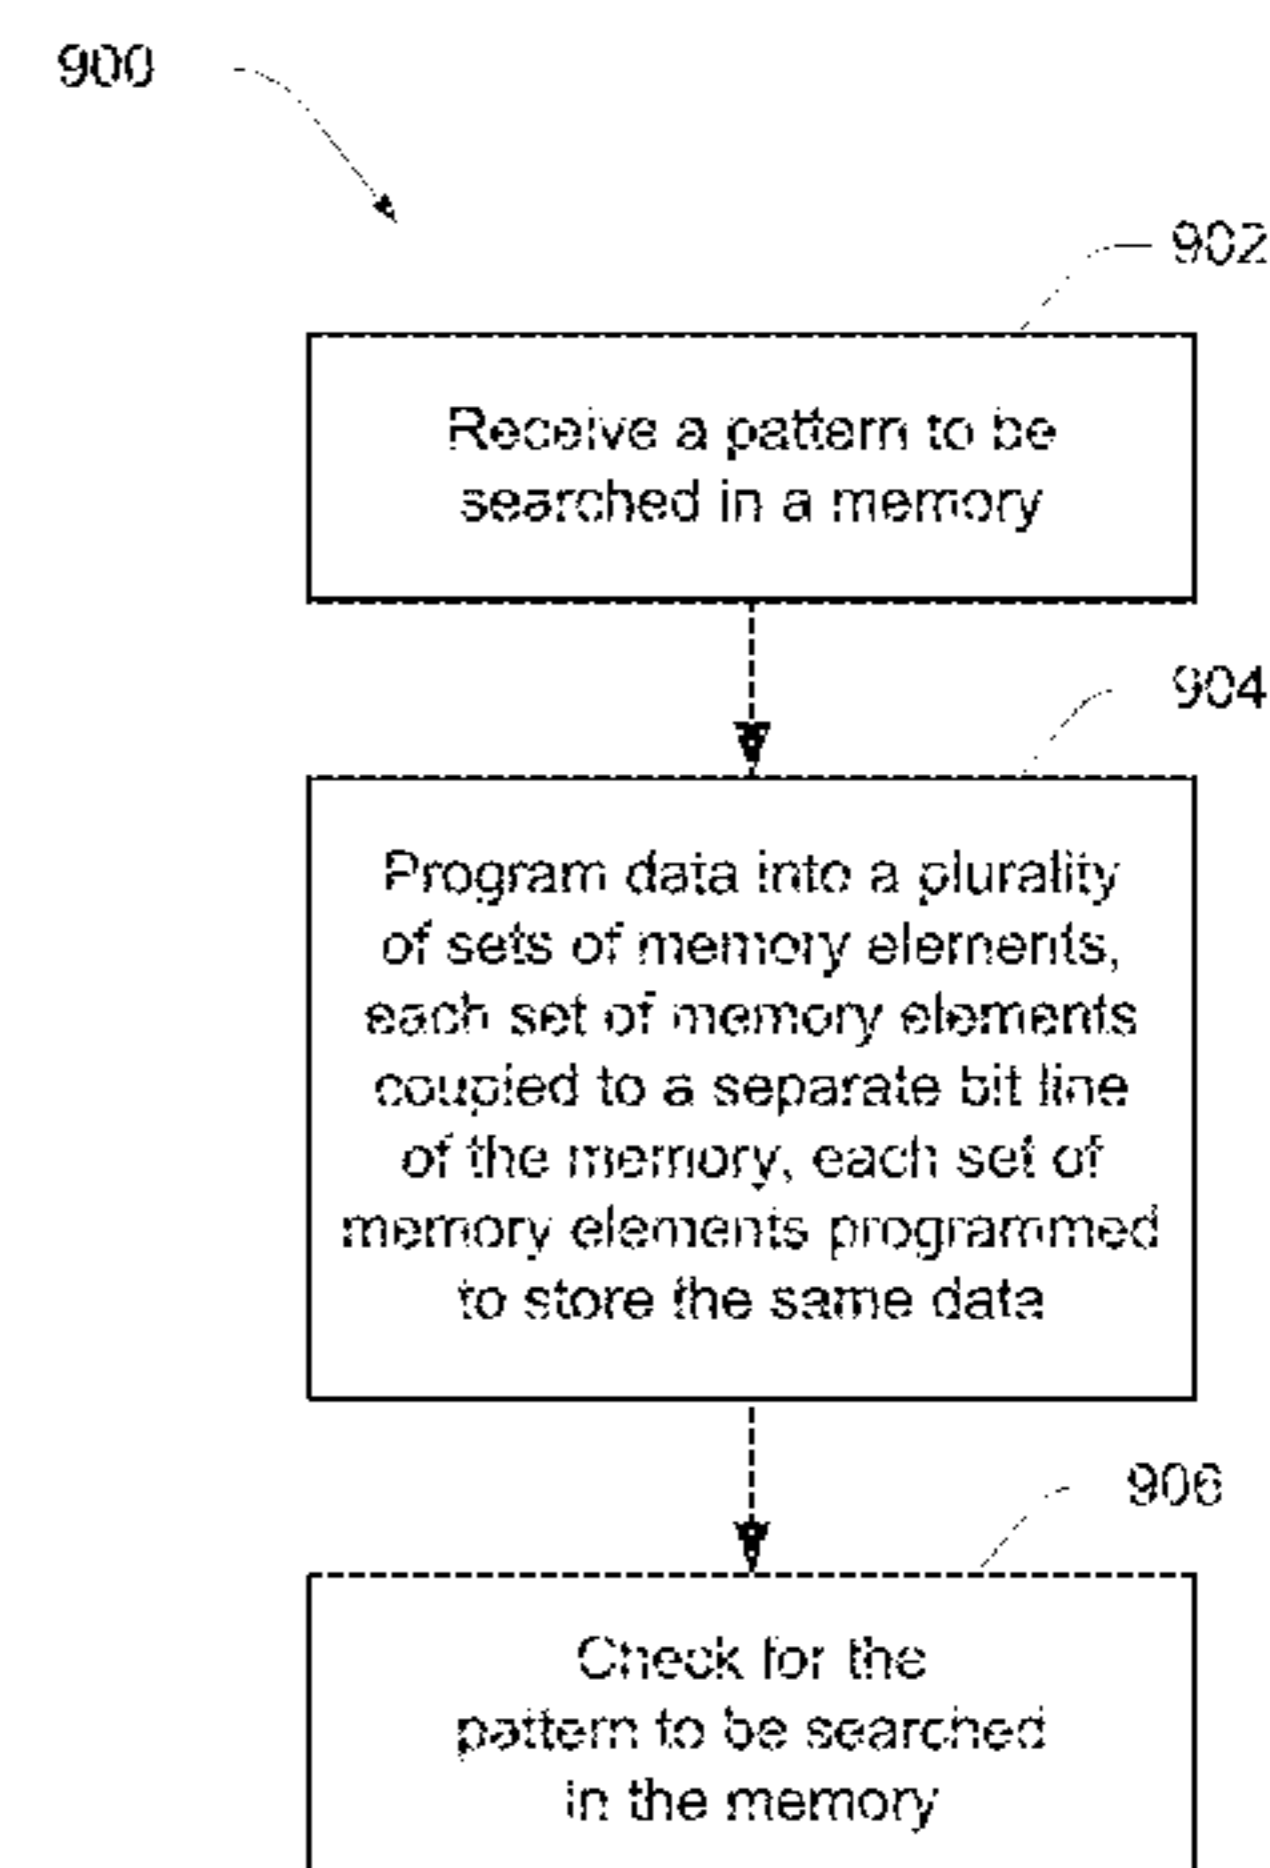 900
902
Receive a pattern to be
searched in a memory
904
Program data into a plurality
of sets of memory elements,
each set of memory elements
coupled to a separate bit line
of the memory, each set of
memory elements programmed
to store the same data
906
Check for the
pattern to be searched
in the memory